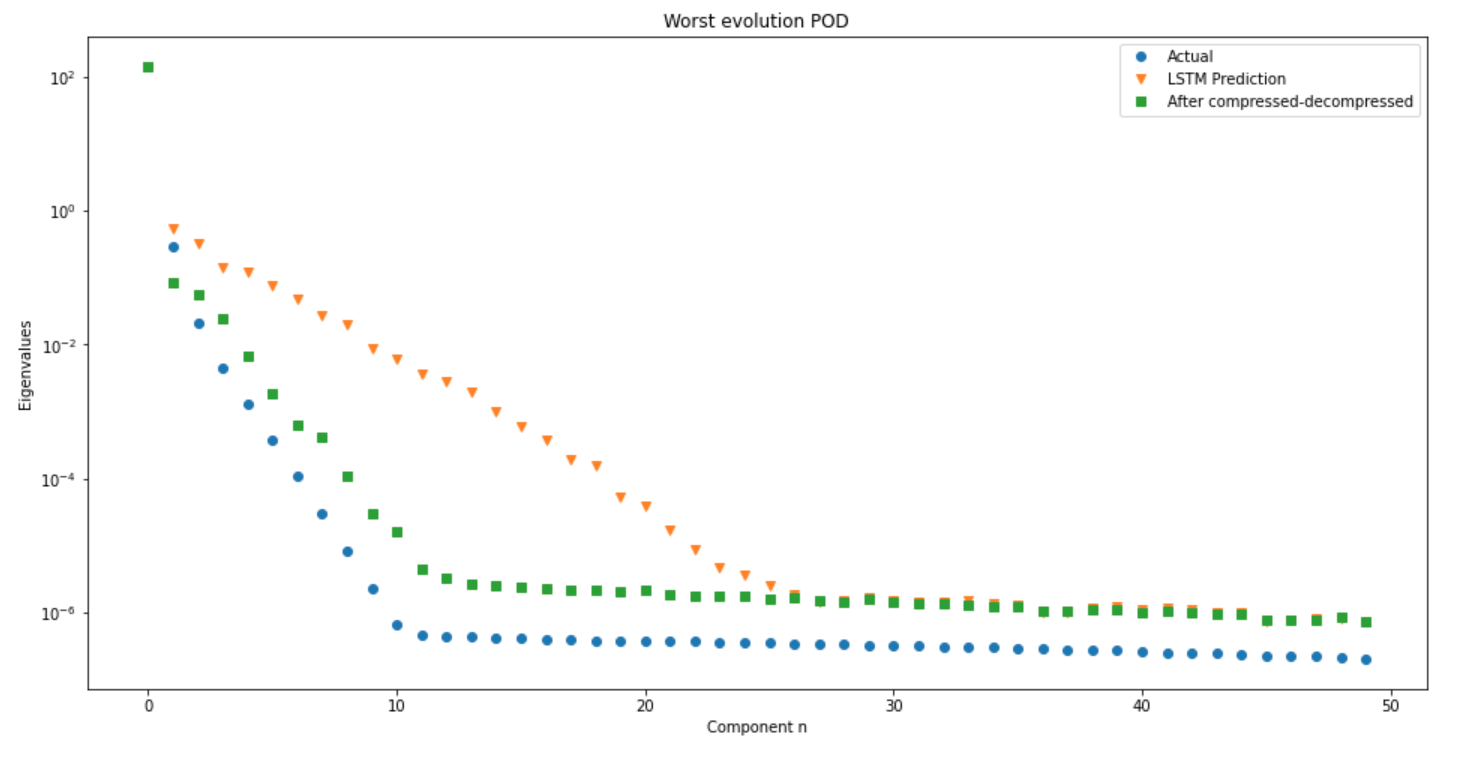 Worst evolution POD
Actual
LSTM Prediction
After compressed-decompressed
10²
10⁰
10⁻²
10⁻⁴
10⁻⁶
Eigenvalues
0 10 20 30 40 50
Component n